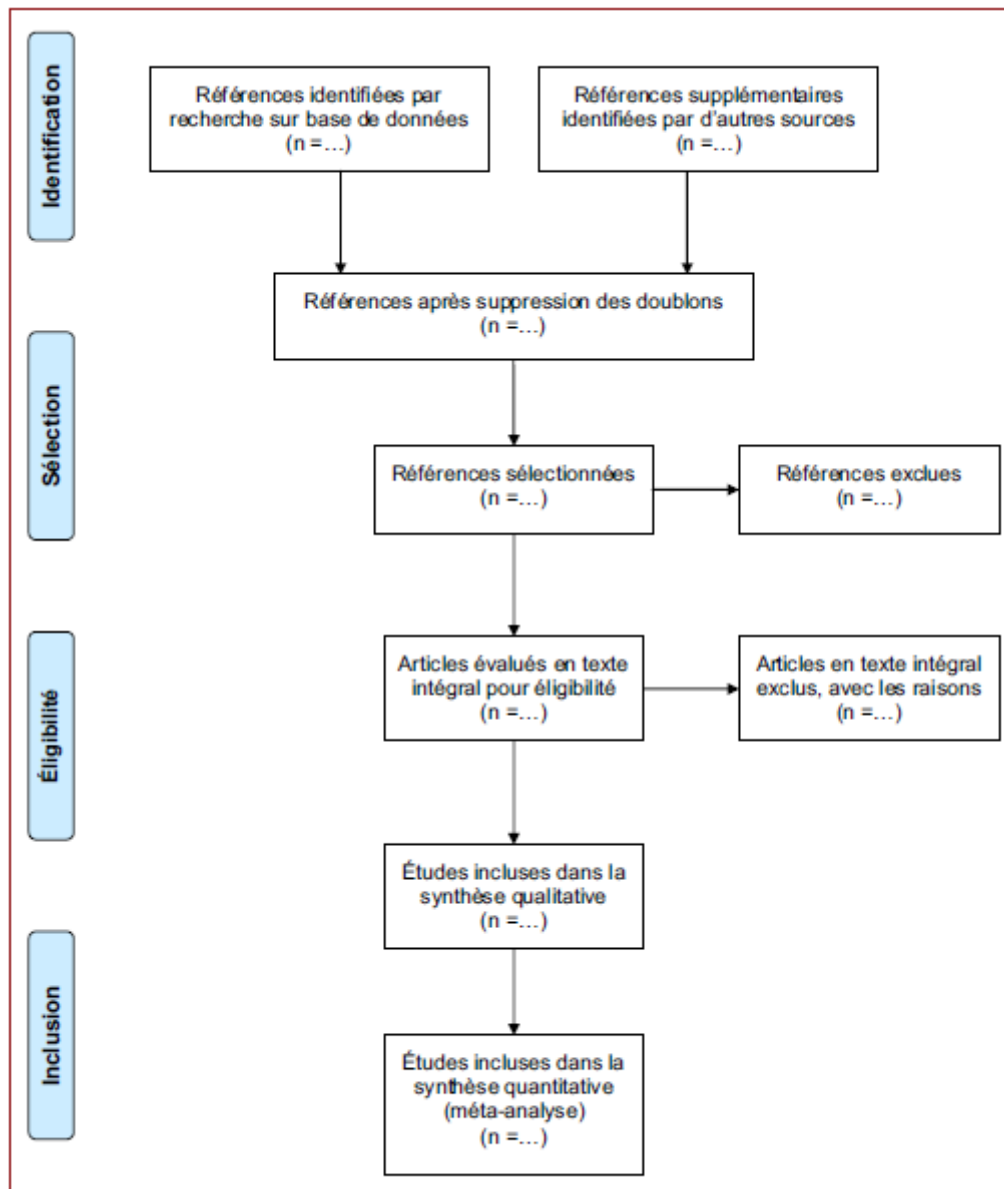 Identification
Références identifiées par
recherche sur base de données
(n =…)
Références supplémentaires
identifiées par d'autres sources
(n =…)
Références après suppression des doublons
(n =…)
Sélection
Références sélectionnées
(n =…)
Références exclues
(n =…)
Éligibilité
Articles évalués en texte
intégral pour éligibilité
(n =…)
Articles en texte intégral
exclus, avec les raisons
(n =…)
Études incluses dans la
synthèse qualitative
(n =…)
Inclusion
Études incluses dans la
synthèse quantitative
(méta-analyse)
(n =…)